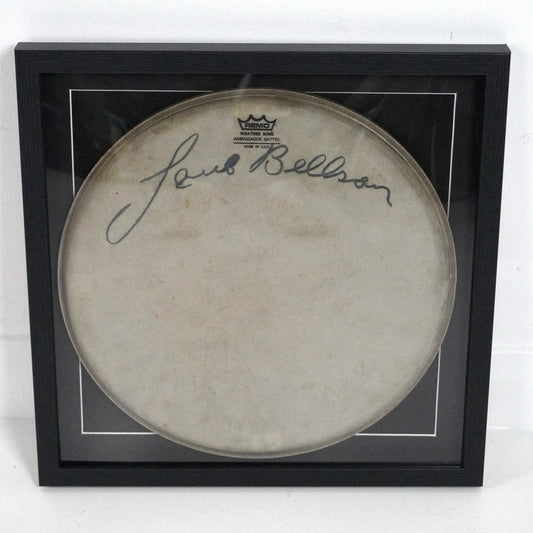 REMO
WEATHER KING
AMBASSADOR BATTER
MADE IN U.S.A.
Louis Bellson